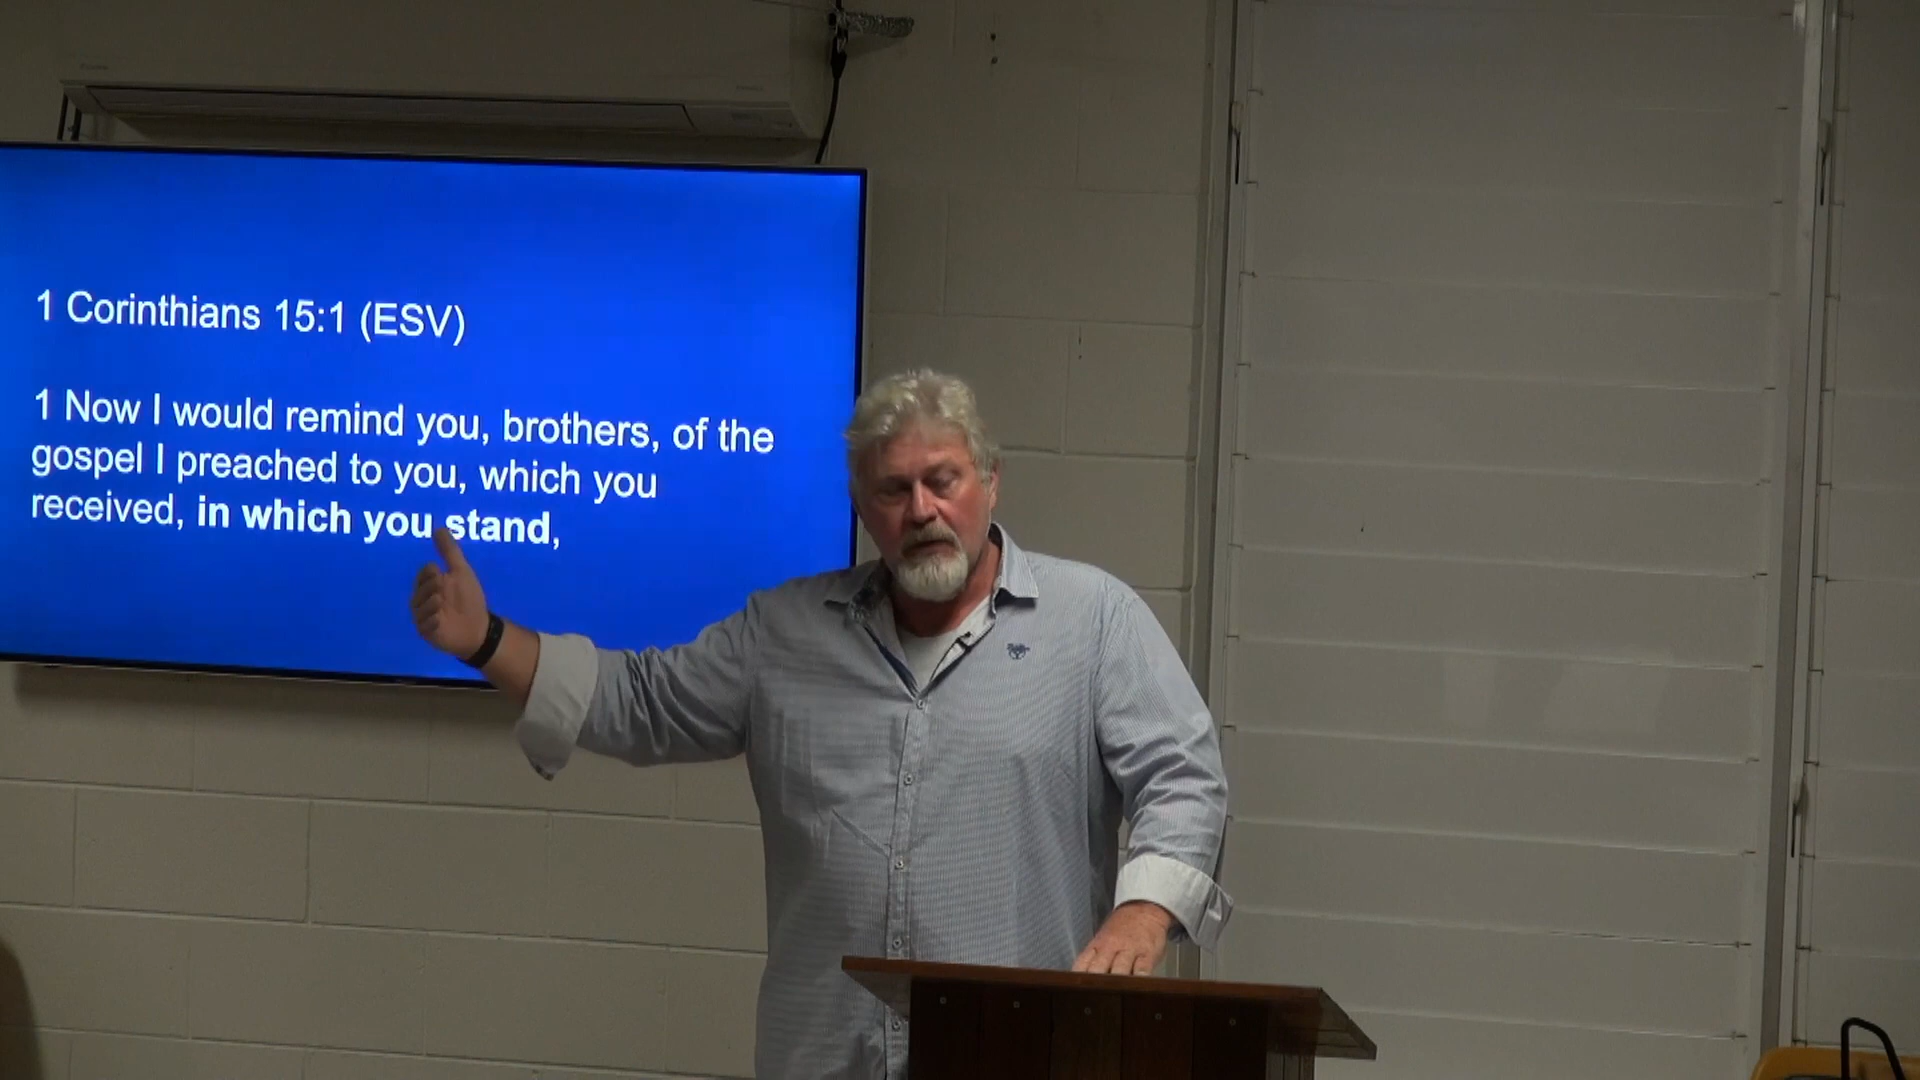 1 Corinthians 15:1 (ESV)
1 Now I would remind you, brothers, of the
gospel I preached to you, which you
received, in which you stand,